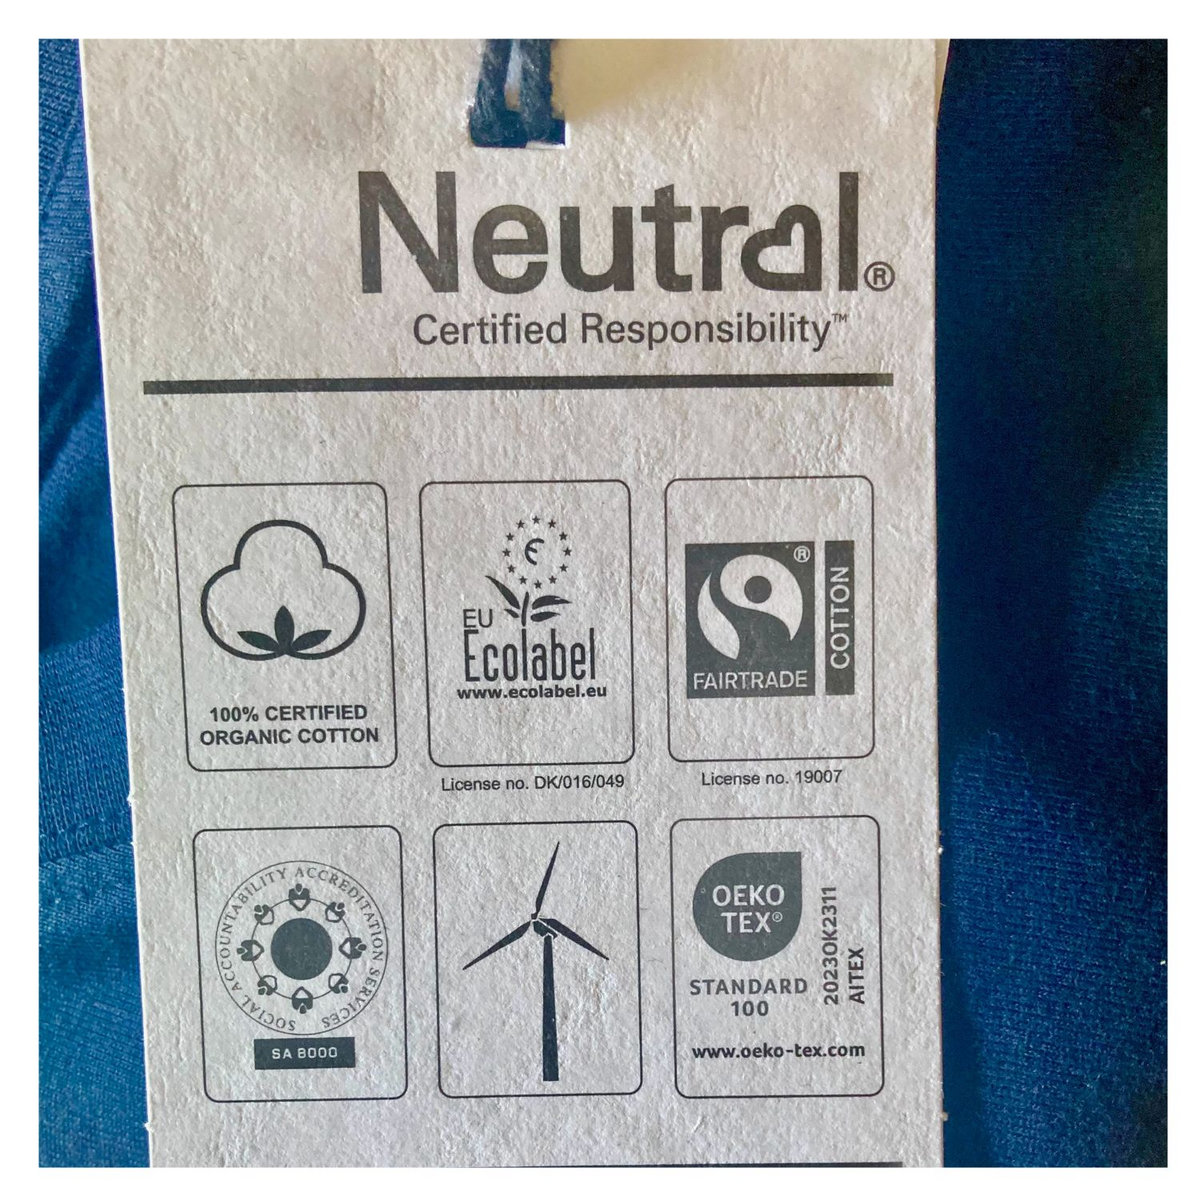 Neutral®
Certified Responsibility™
100% CERTIFIED
ORGANIC COTTON
EU
Ecolabel
www.ecolabel.eu
License no. DK/016/049
®
FAIRTRADE
COTTON
License no. 19007
SOCIAL ACCOUNTABILITY ACCREDITATION SERVICES
SA 8000
OEKO
TEX®
STANDARD
100
2023OK2311
AITEX
www.oeko-tex.com